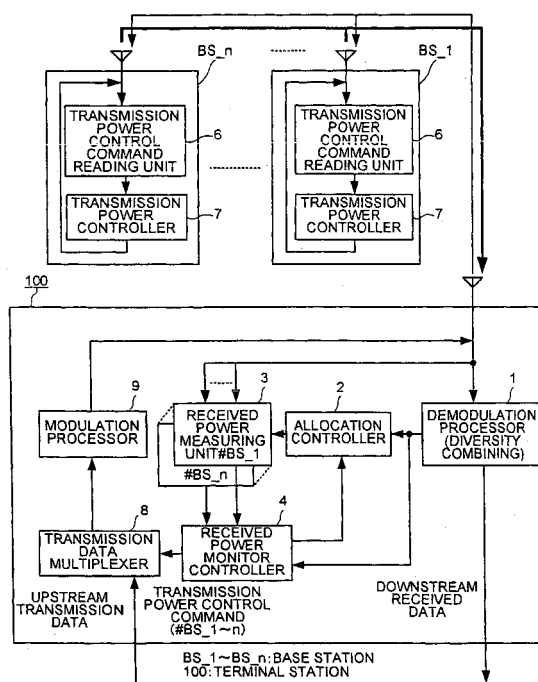 BS_n
BS_1
TRANSMISSION
POWER
CONTROL
COMMAND
READING UNIT
6
TRANSMISSION
POWER
CONTROLLER
7
TRANSMISSION
POWER
CONTROL
COMMAND
READING UNIT
6
TRANSMISSION
POWER
CONTROLLER
7
100
9
MODULATION
PROCESSOR
3
RECEIVED
POWER
MEASURING
UNIT#BS_1
#BS_n
2
ALLOCATION
CONTROLLER
1
DEMODULATION
PROCESSOR
(DIVERSITY
COMBINING)
8
TRANSMISSION
DATA
MULTIPLEXER
4
RECEIVED
POWER
MONITOR
CONTROLLER
UPSTREAM
TRANSMISSION
DATA
TRANSMISSION
POWER CONTROL
COMMAND
(#BS_1~n)
DOWNSTREAM
RECEIVED
DATA
BS_1~BS_n:BASE STATION
100:TERMINAL STATION